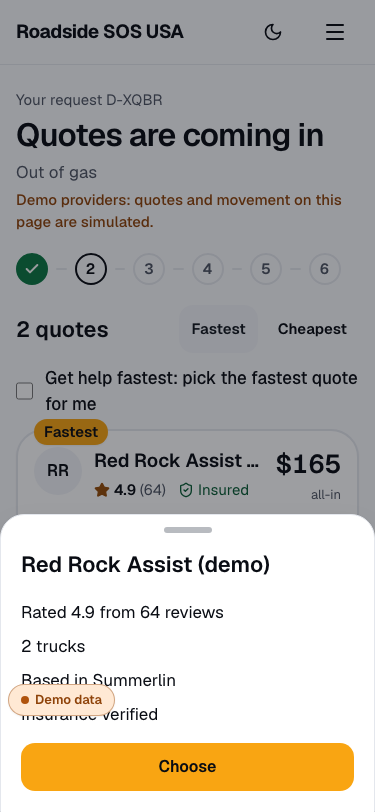 Roadside SOS USA
Your request D-XQBR
Quotes are coming in
Out of gas
Demo providers: quotes and movement on this
page are simulated.
2 3 4 5 6
2 quotes
Fastest Cheapest
Get help fastest: pick the fastest quote
for me
Fastest
RR Red Rock Assist ... $165
4.9 (64) Insured all-in
Red Rock Assist (demo)
Rated 4.9 from 64 reviews
2 trucks
Based in Summerlin
Demo data
Insurance verified
Choose